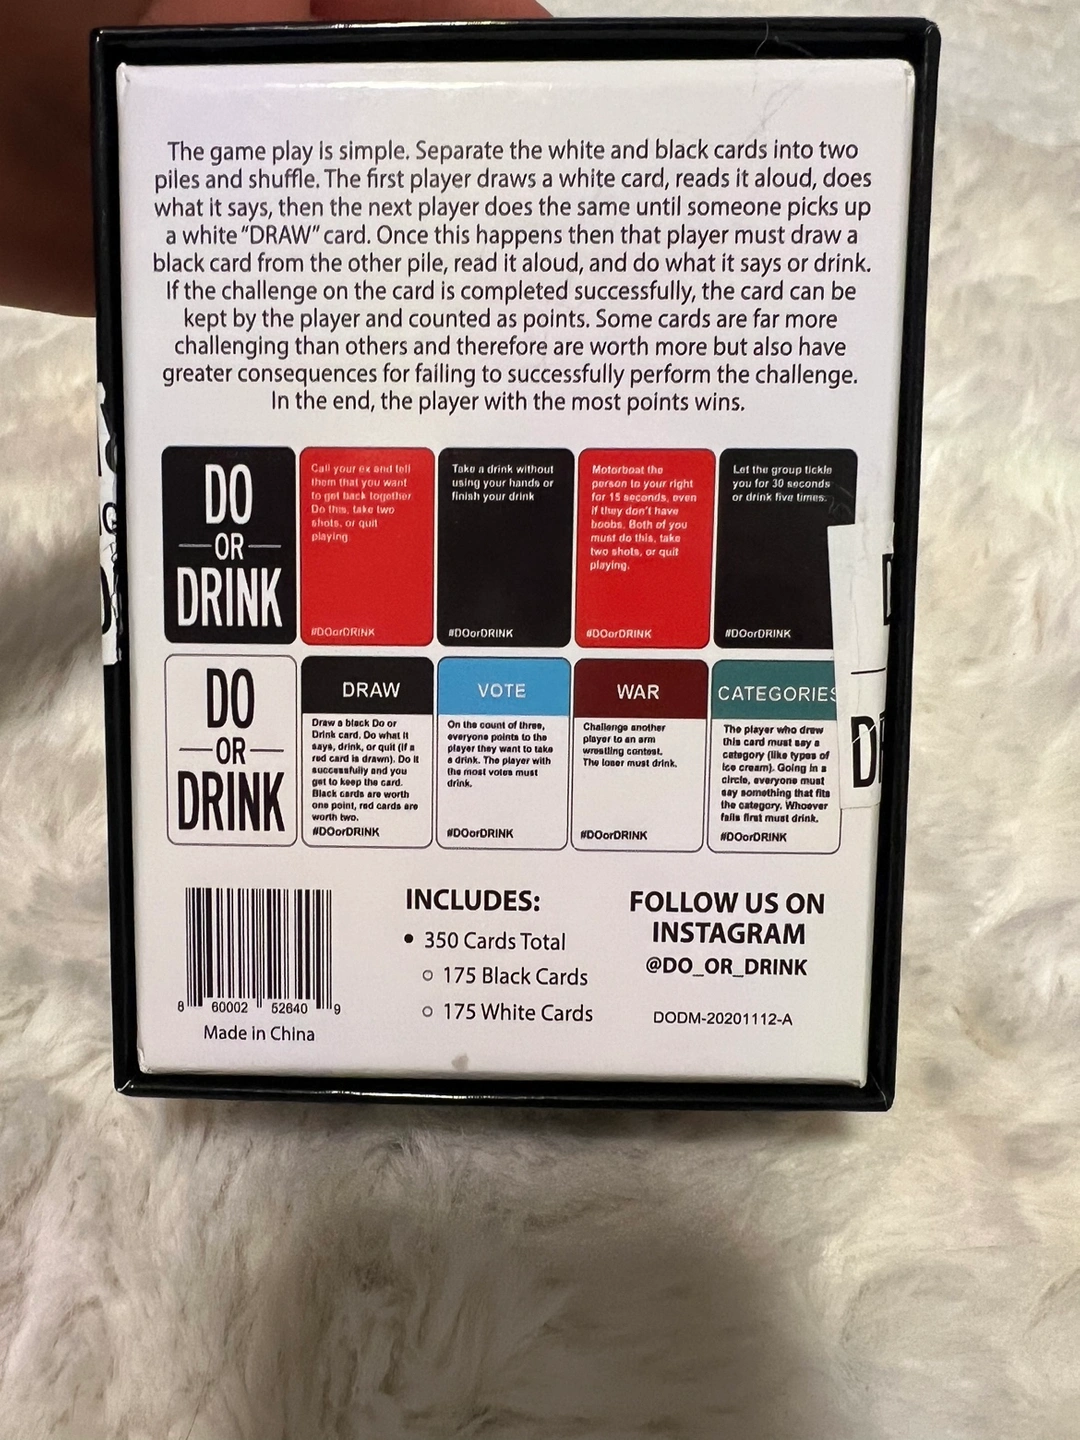 The game play is simple. Separate the white and black cards into two
piles and shuffle. The first player draws a white card, reads it aloud, does
what it says, then the next player does the same until someone picks up
a white "DRAW" card. Once this happens then that player must draw a
black card from the other pile, read it aloud, and do what it says or drink.
If the challenge on the card is completed successfully, the card can be
kept by the player and counted as points. Some cards are far more
challenging than others and therefore are worth more but also have
greater consequences for failing to successfully perform the challenge.
In the end, the player with the most points wins.
DO
OR
DRINK
Call your ex and tell
them that you want
to get back together
Do this, take two
shots, or quit
playing
#DOorDRINK
Take a drink without
using your hands or
finish your drink
#DOorDRINK
Motorboat the
person to your right
for 15 seconds, even
if they don't have
boobs. Both of you
must do this, take
two shots, or quit
playing.
#DOorDRINK
Let the group tickle
you for 30 seconds
or drink five times.
#DOorDRINK
DO
OR
DRINK
DRAW
Draw a black Do or
Drink card. Do what it
says, drink, or quit (if a
red card is drawn). Do it
successfully and you
get to keep the card.
Black cards are worth
one point, red cards are
worth two.
#DOorDRINK
VOTE
On the count of three,
everyone points to the
player they want to take
a drink. The player with
the most votes must
drink.
#DOorDRINK
WAR
Challenge another
player to an arm
wrestling contest.
The loser must drink.
#DOorDRINK
CATEGORIES
The player who drew
this card must say a
category (like types of
ice cream). Going in a
circle, everyone must
say something that fits
the category. Whoever
fails first must drink.
#DOorDRINK
8 60002 52640 9
Made in China
INCLUDES:
• 350 Cards Total
○ 175 Black Cards
○ 175 White Cards
FOLLOW US ON
INSTAGRAM
@DO_OR_DRINK
DODM-20201112-A